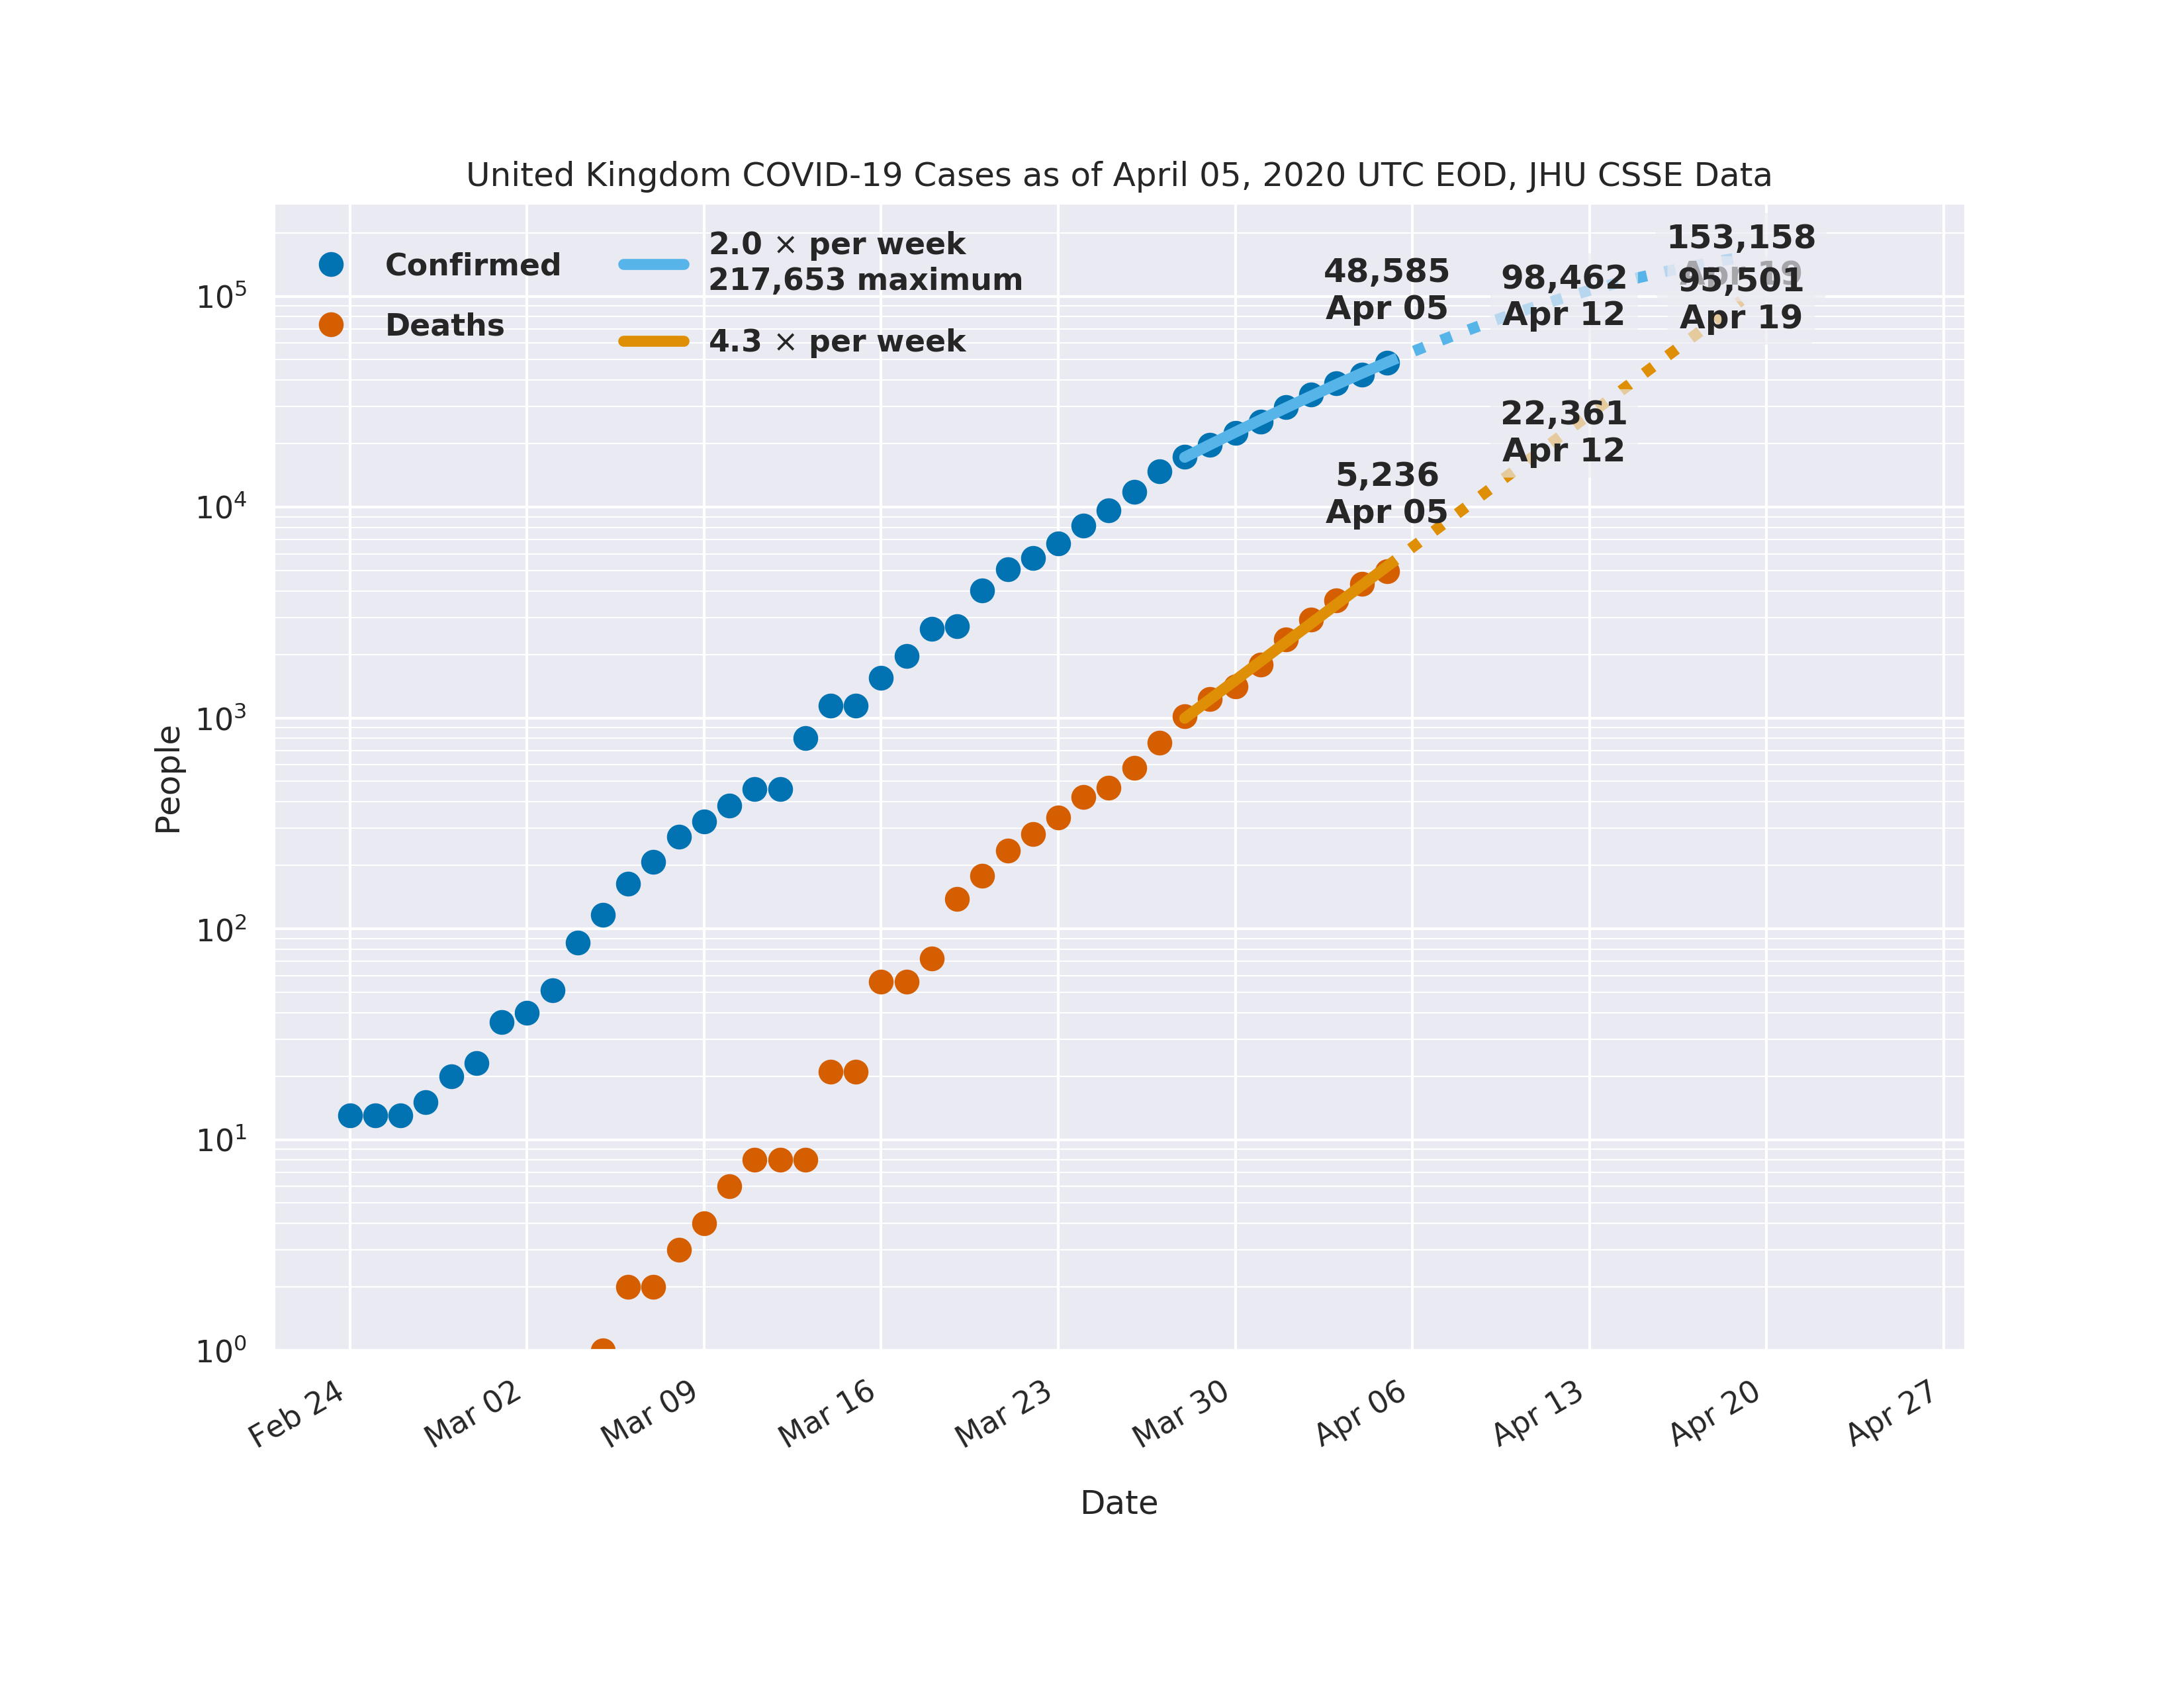 United Kingdom COVID-19 Cases as of April 05, 2020 UTC EOD, JHU CSSE Data
Confirmed
Deaths
2.0 × per week
217,653 maximum
4.3 × per week
48,585
Apr 05
98,462
Apr 12
153,158
Apr 19
95,501
Apr 19
22,361
Apr 12
5,236
Apr 05
People
10⁵
10⁴
10³
10²
10¹
10⁰
Feb 24
Mar 02
Mar 09
Mar 16
Mar 23
Mar 30
Apr 06
Apr 13
Apr 20
Apr 27
Date